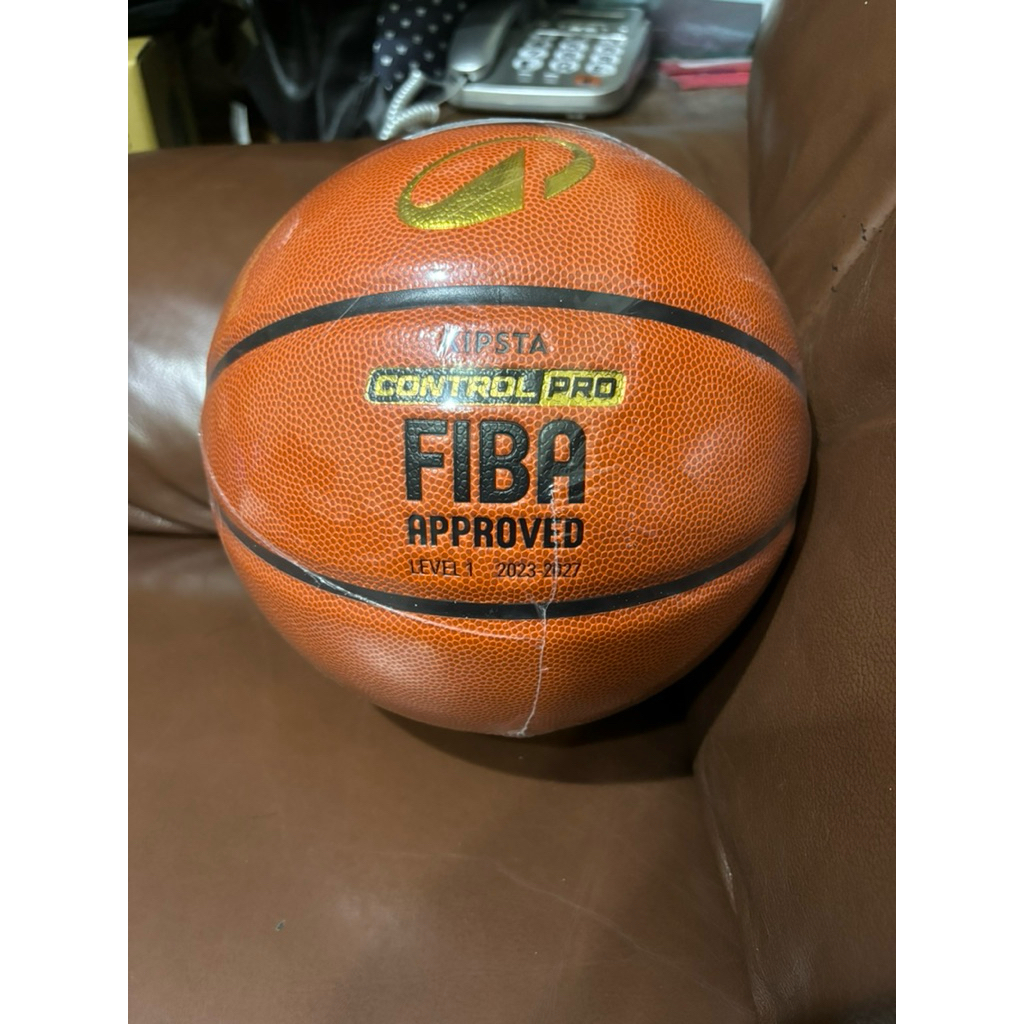 KIPSTA
CONTROL PRO
FIBA
APPROVED
LEVEL 1 2023-2027